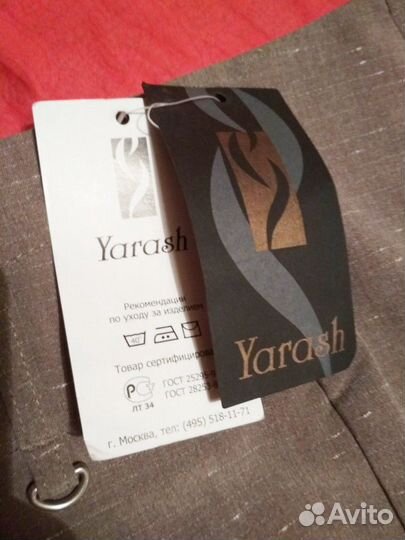 Yarash
Рекомендации
по уходу за изделием
40
Товар сертифицирова
РС
ГОСТ 25295-
ГОСТ 28253-
ЛТ 34
г. Москва, тел: (495) 518-11-71
Yarash
Avito